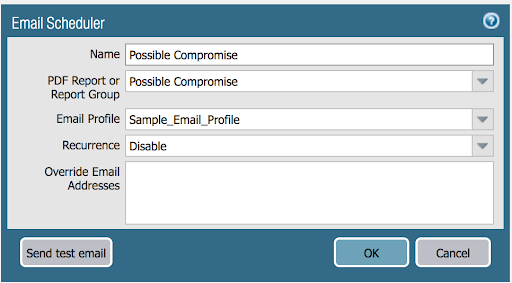 Email Scheduler
Name Possible Compromise
PDF Report or
Report Group Possible Compromise
Email Profile Sample_Email_Profile
Recurrence Disable
Override Email
Addresses
Send test email OK Cancel